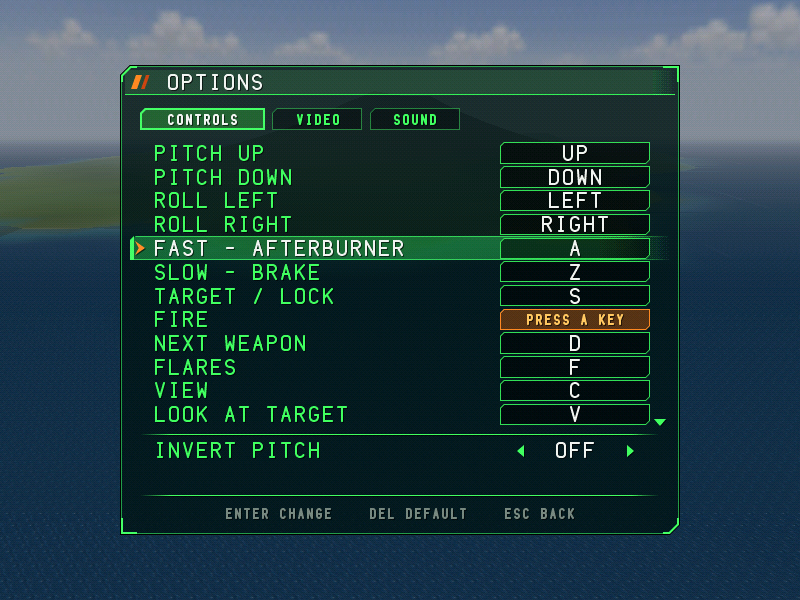 OPTIONS
CONTROLS VIDEO SOUND
PITCH UP UP
PITCH DOWN DOWN
ROLL LEFT LEFT
ROLL RIGHT RIGHT
FAST - AFTERBURNER A
SLOW - BRAKE Z
TARGET / LOCK S
FIRE PRESS A KEY
NEXT WEAPON D
FLARES F
VIEW C
LOOK AT TARGET V
INVERT PITCH OFF
ENTER CHANGE DEL DEFAULT ESC BACK